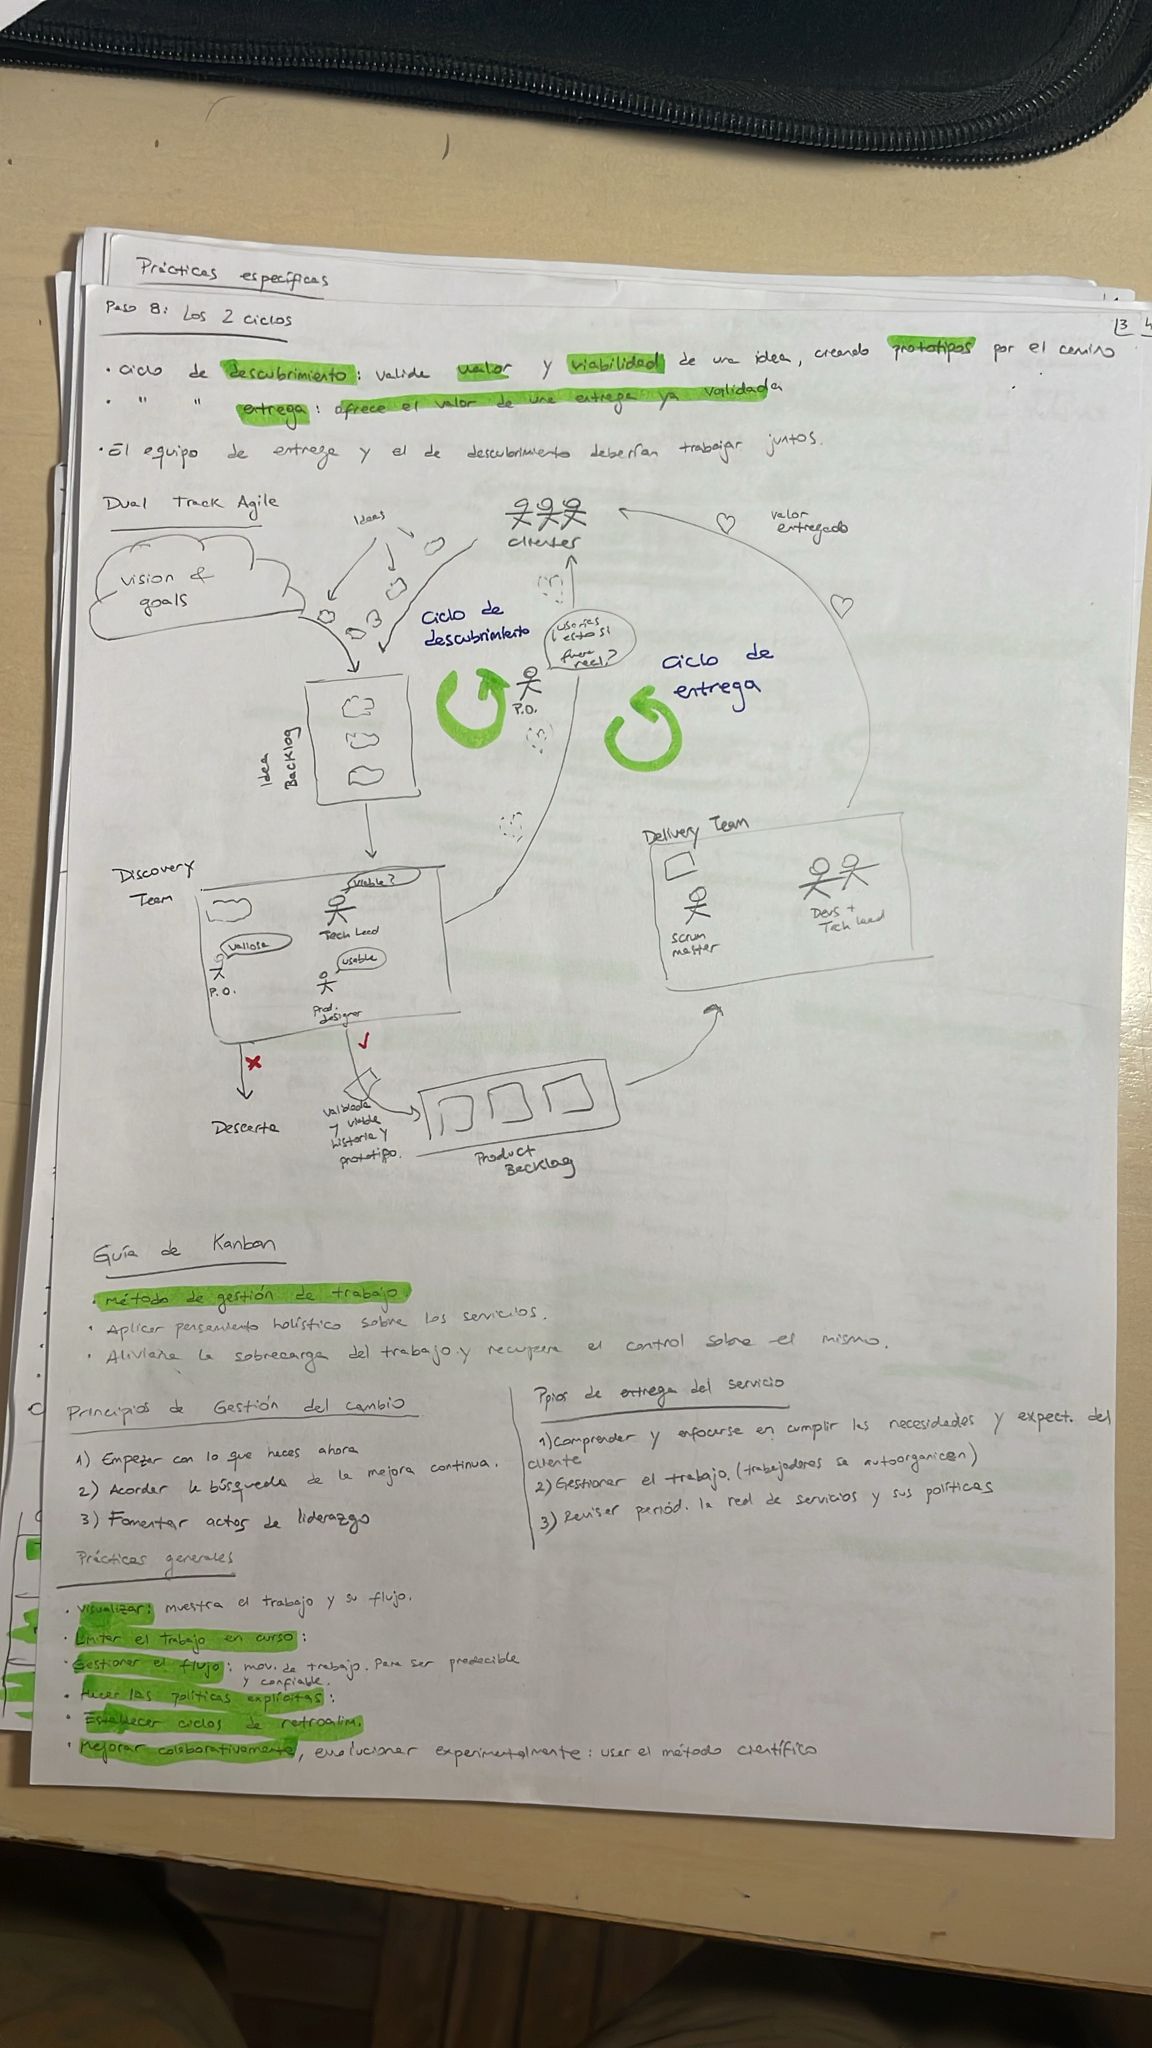 Prácticas específicas
Paso 8: Los 2 ciclos
3
• Ciclo de descubrimiento: valida valor y viabilidad de una idea, creando prototipos por el camino
• " " entrega: ofrece el valor de una entrega ya validada
• El equipo de entrega y el de descubrimiento deberían trabajar juntos.
Dual Track Agile
vision &
goals
Ideas
clientes
valor
entregado
Ciclo de
descubrimiento
usarías
esto si
fuera
real?
P.O.
Ciclo de
entrega
Idea
Backlog
Discovery
Team
viable?
Tech Lead
valiosa
P.O.
usable
Prod.
designer
Delivery Team
scrum
master
Devs +
Tech Lead
Descarta
validada
y viable
historia y
prototipo.
Product
Backlog
Guía de Kanban
• Método de gestión de trabajo.
• Aplicar pensamiento holístico sobre los servicios.
• Aliviana la sobrecarga del trabajo y recupera el control sobre el mismo.
Principios de Gestión del cambio
1) Empezar con lo que haces ahora
2) Acordar la búsqueda de la mejora continua.
3) Fomentar actos de liderazgo
Ppios de entrega del servicio
1) Comprender y enfocarse en cumplir las necesidades y expect. del
cliente
2) Gestionar el trabajo. (trabajadores se autoorganicen)
3) Revisar periód. la red de servicios y sus políticas
Prácticas generales
• Visualizar: muestra el trabajo y su flujo.
• Limitar el trabajo en curso:
• Gestionar el flujo: mov. de trabajo. Para ser predecible
y confiable.
• Hacer las políticas explícitas:
• Establecer ciclos de retroalim.
• Mejorar colaborativamente, evolucionar experimentalmente: usar el método científico